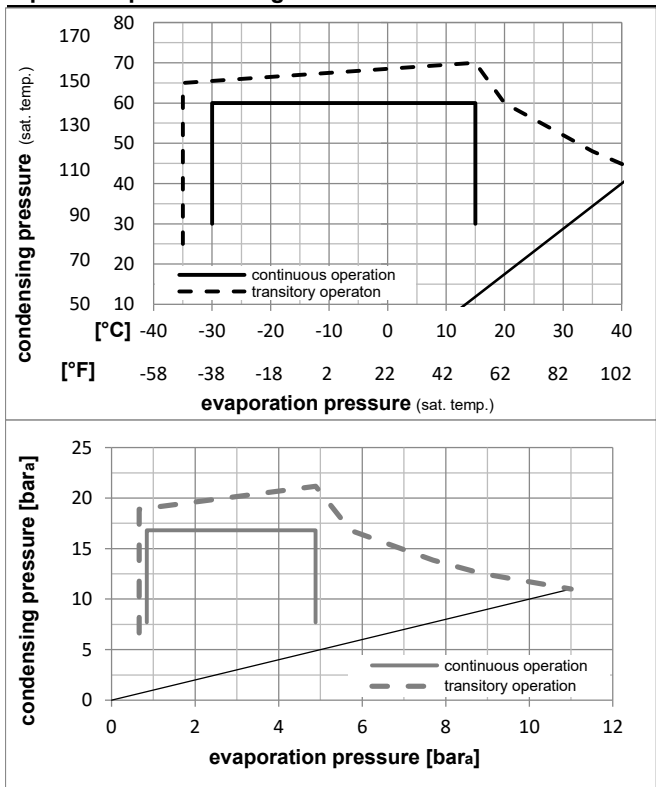 170 80
150 70
130 60
50
110 40
90 30
70 20
50 10
condensing pressure (sat. temp.)
continuous operation
transitory operaton
[°C] -40 -30 -20 -10 0 10 20 30 40
[°F] -58 -38 -18 2 22 42 62 82 102
evaporation pressure (sat. temp.)
25
20
15
10
5
0
condensing pressure [bara]
continuous operation
transitory operation
0 2 4 6 8 10 12
evaporation pressure [bara]